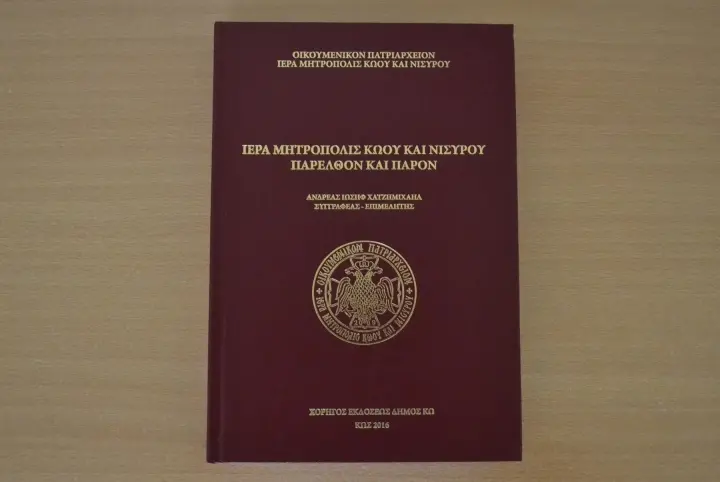 ΟΙΚΟΥΜΕΝΙΚΟΝ ΠΑΤΡΙΑΡΧΕΙΟΝ
ΙΕΡΑ ΜΗΤΡΟΠΟΛΙΣ ΚΩΟΥ ΚΑΙ ΝΙΣΥΡΟΥ
ΙΕΡΑ ΜΗΤΡΟΠΟΛΙΣ ΚΩΟΥ ΚΑΙ ΝΙΣΥΡΟΥ
ΠΑΡΕΛΘΟΝ ΚΑΙ ΠΑΡΟΝ
ΑΝΔΡΕΑΣ ΙΩΣΗΦ ΧΑΤΖΗΜΙΧΑΗΛ
ΣΥΓΓΡΑΦΕΑΣ - ΕΠΙΜΕΛΗΤΗΣ
ΟΙΚΟΥΜΕΝΙΚΟΝ ΠΑΤΡΙΑΡΧΕΙΟΝ
ΙΕΡΑ ΜΗΤΡΟΠΟΛΙΣ ΚΩΟΥ ΚΑΙ ΝΙΣΥΡΟΥ
ΧΟΡΗΓΟΣ ΕΚΔΟΣΕΩΣ ΔΗΜΟΣ ΚΩ
ΚΩΣ 2016